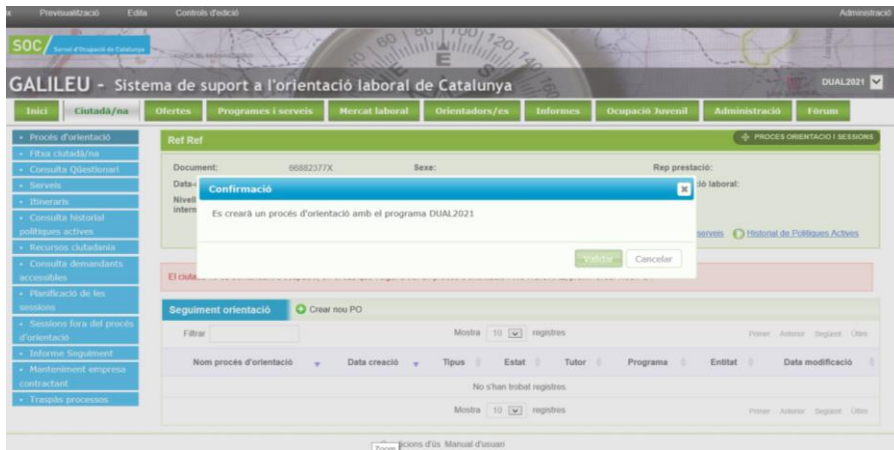 Previsualització Edita Controls d'edició Administració
SOC/ Servei d'Ocupació de Catalunya
GALILEU - Sistema de suport a l'orientació laboral de Catalunya
DUAL2021
Inici Ciutadà/na Ofertes Programes i serveis Mercat laboral Orientadors/es Informes Ocupació Juvenil Administració Fòrum
Procés d'orientació
Fitxa ciutadà/na
Consulta Qüestionari
Serveis
Itineraris
Consulta historial
polítiques actives
Recursos ciutadania
Consulta demandants
accessibles
Planificació de les
sessions
Sessions fora del procés
d'orientació
Informe Seguiment
Manteniment empresa
contractant
Traspàs processos
Ref Ref
PROCES ORIENTACIO I SESSIONS
Document: 66882377X Sexe: Rep prestació:
Nivell
intern
laboral:
Confirmació
Es crearà un procés d'orientació amb el programa DUAL2021
Validar Cancelar
serveis Historial de Polítiques Actives
Seguiment orientació Crear nou PO
Filtrar Mostra 10 registres Primer Anterior Següent Últim
Nom procés d'orientació Data creació Tipus Estat Tutor Programa Entitat Data modificació
No s'han trobat registres
Mostra 10 registres Primer Anterior Següent Últim
d'ús Manual d'usuari
Zoom